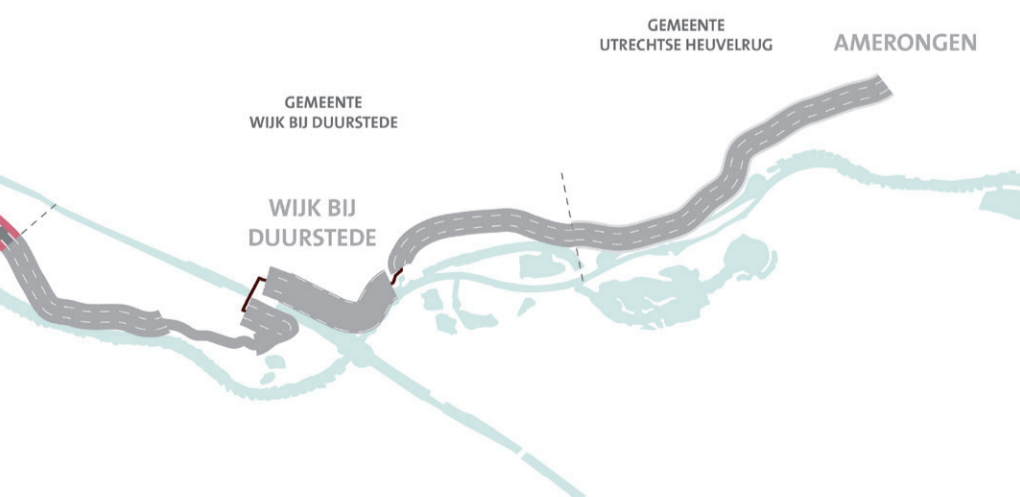 GEMEENTE
UTRECHTSE HEUVELRUG
AMERONGEN
GEMEENTE
WIJK BIJ DUURSTEDE
WIJK BIJ
DUURSTEDE